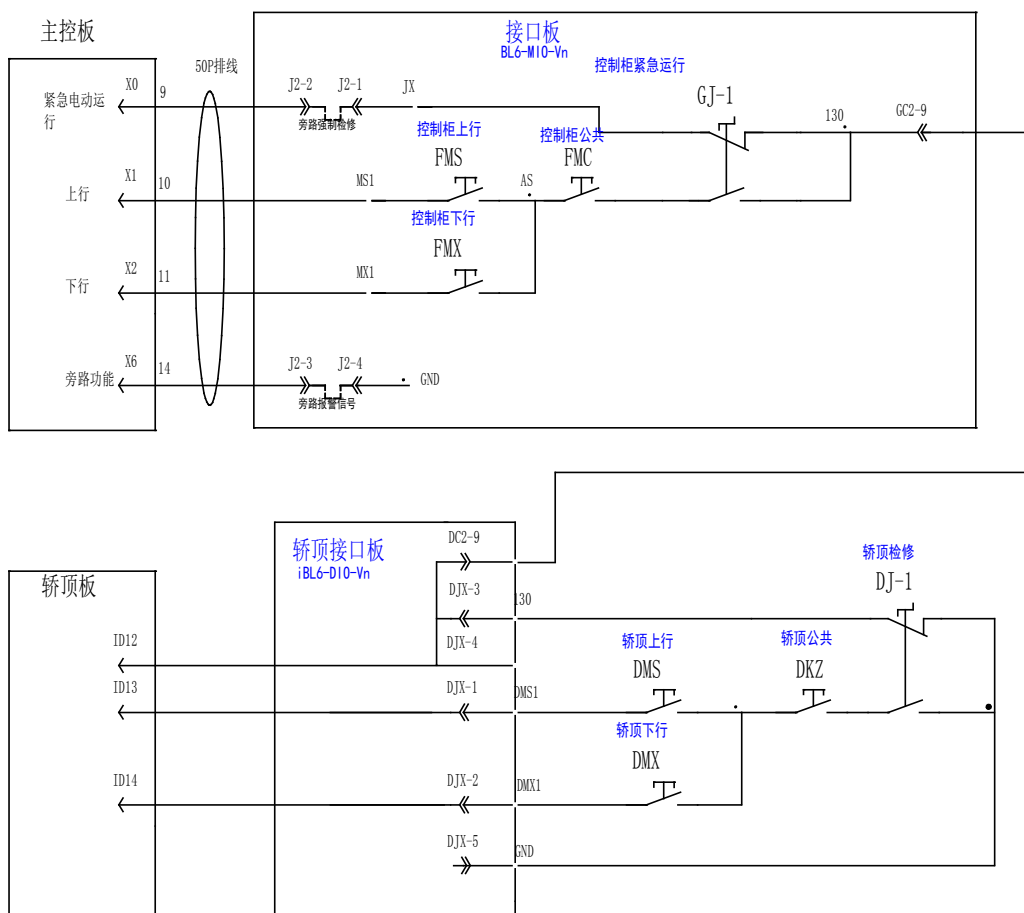 主控板
接口板
BL6-MIO-Vn
50P排线
控制柜紧急运行
紧急电动运
行
X0
9
J2-2
J2-1
JX
旁路强制检修
GJ-1
130
GC2-9
控制柜上行
控制柜公共
FMS
FMC
上行
X1
10
MS1
AS
控制柜下行
FMX
下行
X2
11
MX1
旁路功能
X6
14
J2-3
J2-4
GND
旁路报警信号
轿顶接口板
iBL6-DIO-Vn
DC2-9
轿顶检修
DJ-1
轿顶板
DJX-3
130
ID12
DJX-4
轿顶上行
轿顶公共
DMS
DKZ
ID13
DJX-1
DMS1
轿顶下行
DMX
ID14
DJX-2
DMX1
DJX-5
GND